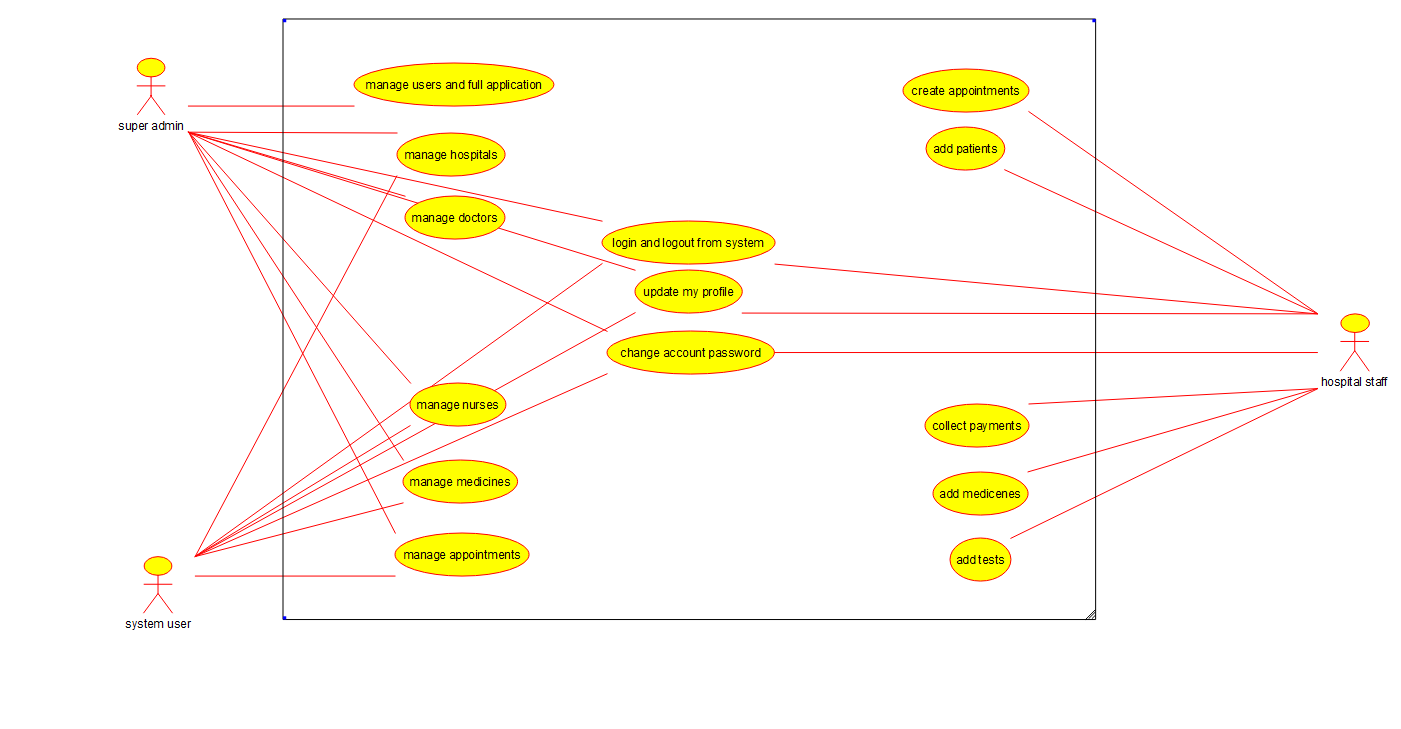 super admin
manage users and full application
manage hospitals
manage doctors
login and logout from system
update my profile
change account password
manage nurses
manage medicines
manage appointments
system user
create appointments
add patients
collect payments
add medicenes
add tests
hospital staff